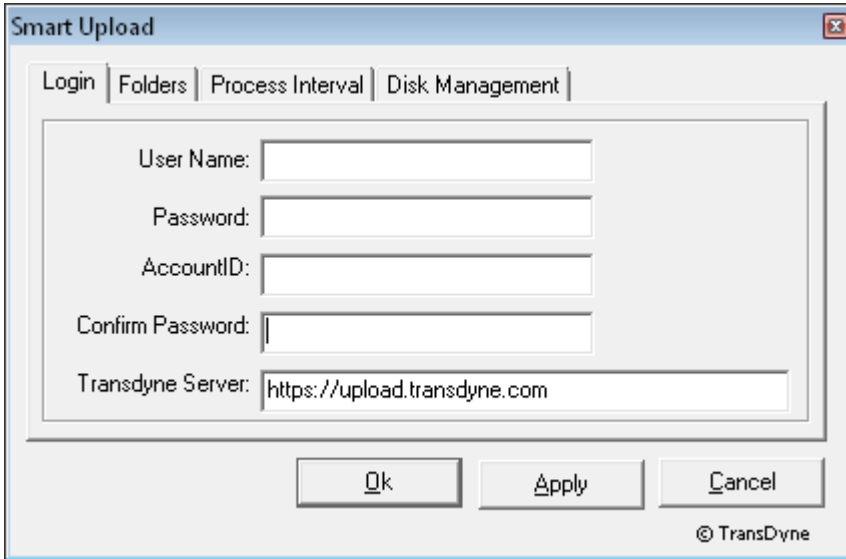 Smart Upload
Login Folders Process Interval Disk Management
User Name:
Password:
AccountID:
Confirm Password:
Transdyne Server: https://upload.transdyne.com
Ok Apply Cancel
© TransDyne